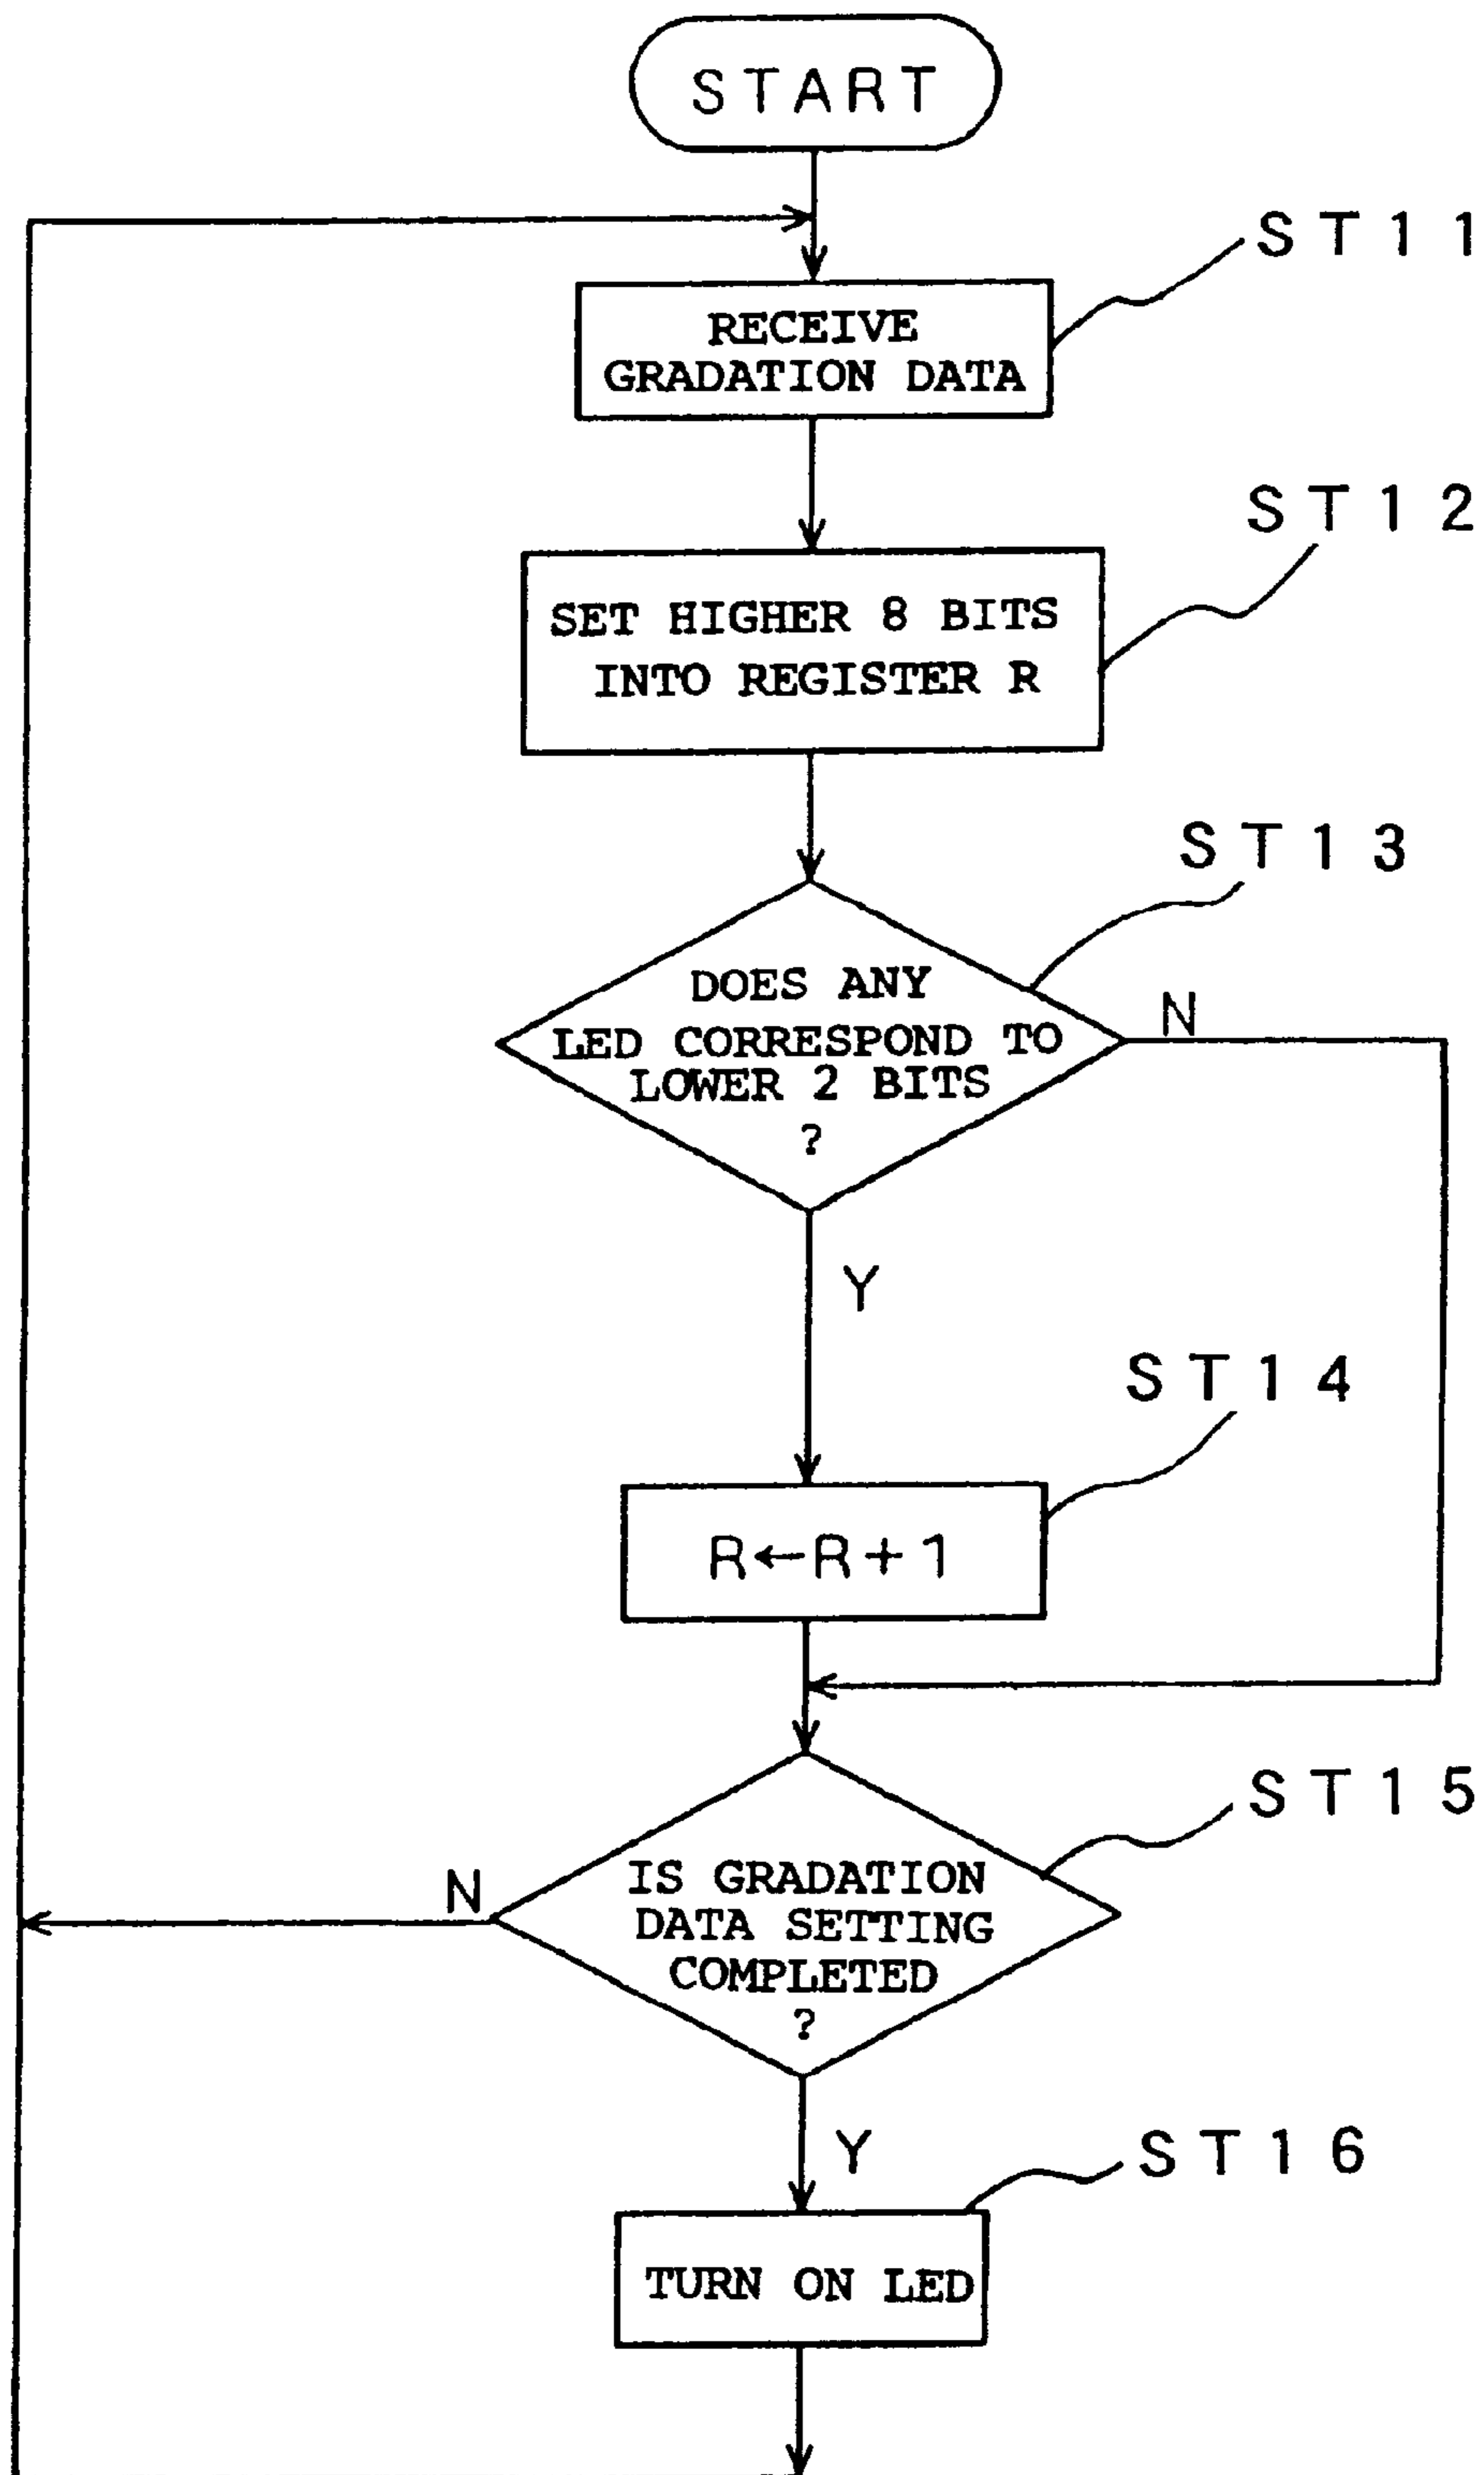 START
ST11
RECEIVE
GRADATION DATA
ST12
SET HIGHER 8 BITS
INTO REGISTER R
ST13
DOES ANY
LED CORRESPOND TO
LOWER 2 BITS
?
N
Y
ST14
R←R+1
ST15
IS GRADATION
DATA SETTING
COMPLETED
?
N
Y
ST16
TURN ON LED